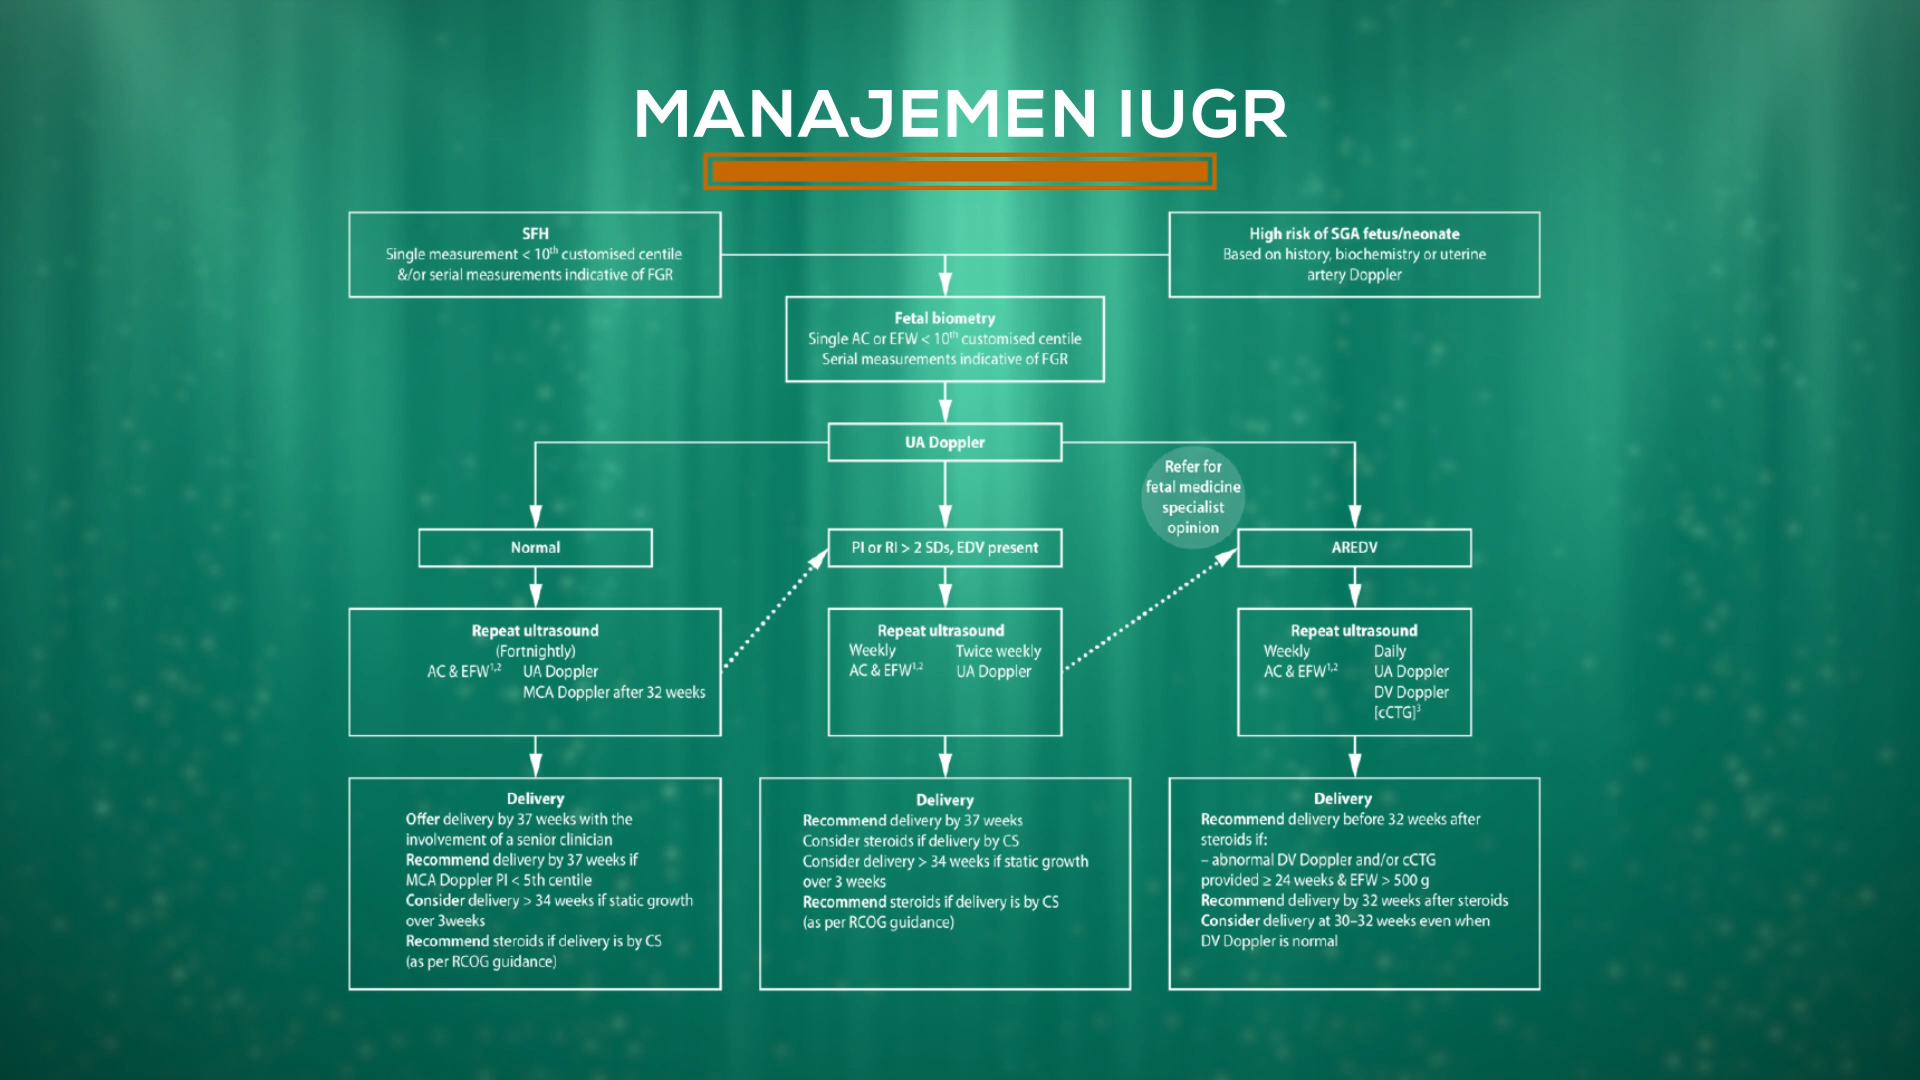 MANAJEMEN IUGR
SFH
Single measurement < 10th customised centile
&/or serial measurements indicative of FGR
High risk of SGA fetus/neonate
Based on history, biochemistry or uterine
artery Doppler
Fetal biometry
Single AC or EFW < 10th customised centile
Serial measurements indicative of FGR
UA Doppler
Refer for
fetal medicine
specialist
opinion
Normal
PI or RI > 2 SDs, EDV present
AREDV
Repeat ultrasound
(Fortnightly)
AC & EFW1,2 UA Doppler
MCA Doppler after 32 weeks
Repeat ultrasound
Weekly Twice weekly
AC & EFW1,2 UA Doppler
Repeat ultrasound
Weekly Daily
AC & EFW1,2 UA Doppler
DV Doppler
[cCTG]3
Delivery
Offer delivery by 37 weeks with the
involvement of a senior clinician
Recommend delivery by 37 weeks if
MCA Doppler PI < 5th centile
Consider delivery > 34 weeks if static growth
over 3weeks
Recommend steroids if delivery is by CS
(as per RCOG guidance)
Delivery
Recommend delivery by 37 weeks
Consider steroids if delivery by CS
Consider delivery > 34 weeks if static growth
over 3 weeks
Recommend steroids if delivery is by CS
(as per RCOG guidance)
Delivery
Recommend delivery before 32 weeks after
steroids if:
– abnormal DV Doppler and/or cCTG
provided ≥ 24 weeks & EFW > 500 g
Recommend delivery by 32 weeks after steroids
Consider delivery at 30–32 weeks even when
DV Doppler is normal